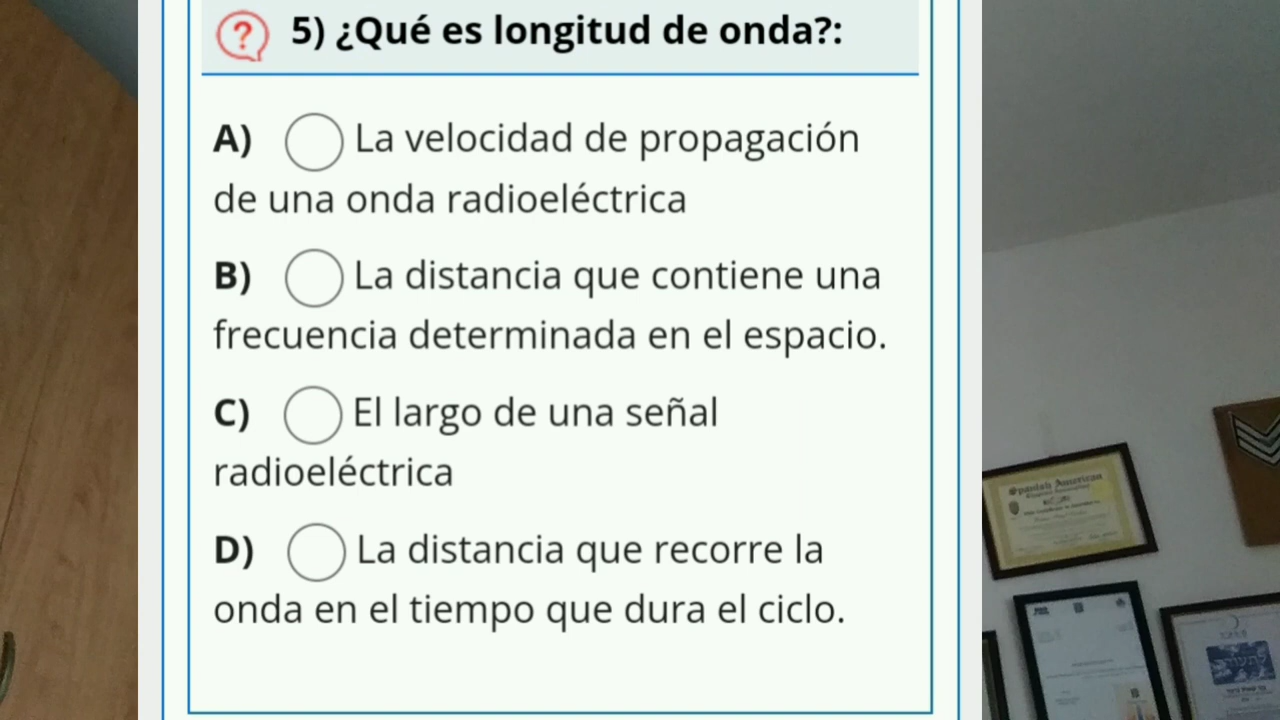 5) ¿Qué es longitud de onda?:
A) La velocidad de propagación
de una onda radioeléctrica
B) La distancia que contiene una
frecuencia determinada en el espacio.
C) El largo de una señal
radioeléctrica
D) La distancia que recorre la
onda en el tiempo que dura el ciclo.
Spanish American